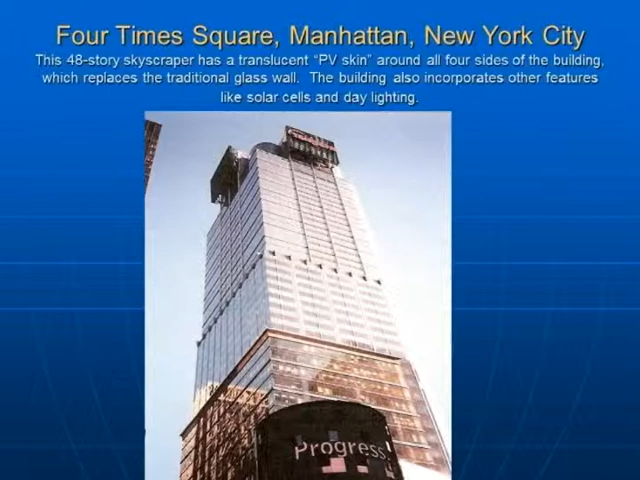 Four Times Square, Manhattan, New York City
This 48-story skyscraper has a translucent “PV skin” around all four sides of the building,
which replaces the traditional glass wall. The building also incorporates other features
like solar cells and day lighting.
Progress